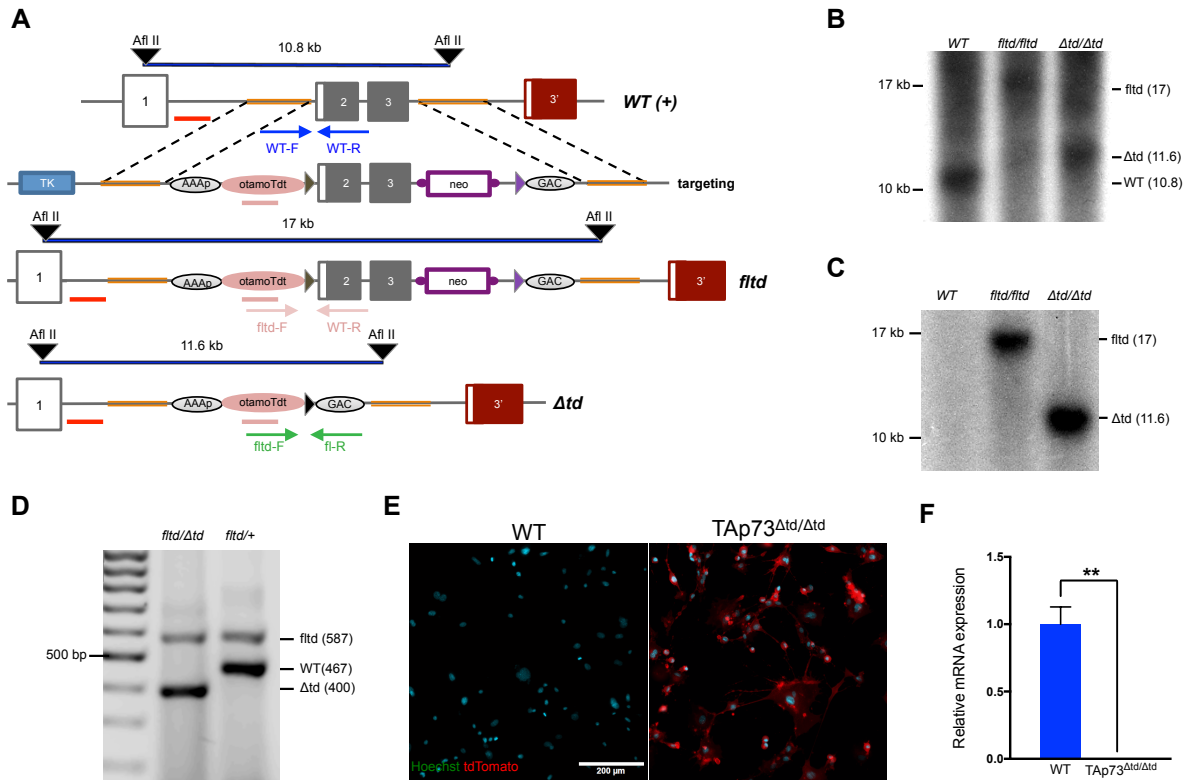 A
Afl II
10.8 kb
Afl II
1
2
3
3'
WT (+)
WT-F
WT-R
TK
AAAp
otamoTdt
2
3
neo
GAC
targeting
Afl II
17 kb
Afl II
1
AAAp
otamoTdt
2
3
neo
GAC
3'
fltd
fltd-F
WT-R
Afl II
11.6 kb
Afl II
1
AAAp
otamoTdt
GAC
3'
Δtd
fltd-F
fl-R
B
WT
fltd/fltd
Δtd/Δtd
17 kb
10 kb
fltd (17)
Δtd (11.6)
WT (10.8)
C
WT
fltd/fltd
Δtd/Δtd
17 kb
10 kb
fltd (17)
Δtd (11.6)
D
fltd/Δtd
fltd/+
500 bp
fltd (587)
WT(467)
Δtd (400)
E
WT
TAp73Δtd/Δtd
Hoechst tdTomato
200 µm
F
Relative mRNA expression
1.5
1.0
0.5
0.0
**
WT
TAp73Δtd/Δtd